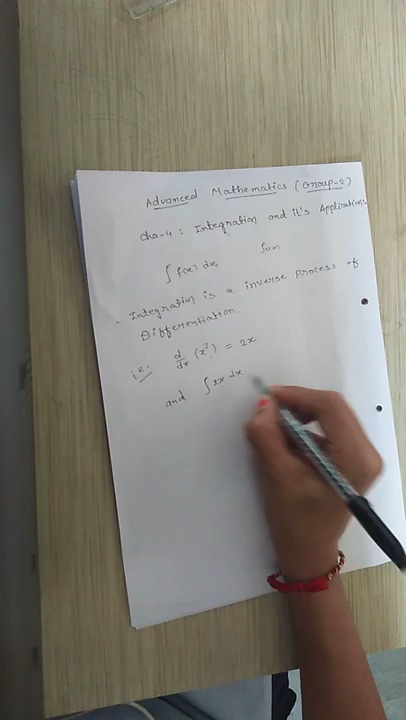 Advanced Mathematics (Group-2)
Cha-4 : Integration and it's Applications
∫ f(x) dx, Sum
Integration is a inverse process of
Differentiation.
i.e. d/dx (x²) = 2x
and ∫ 2x dx